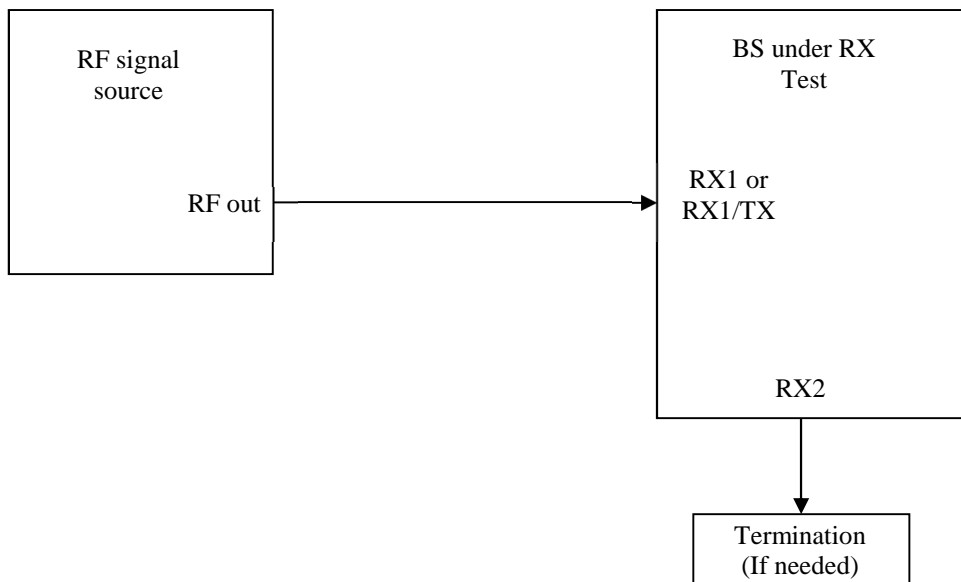 RF signal
source
RF out
BS under RX
Test
RX1 or
RX1/TX
RX2
Termination
(If needed)